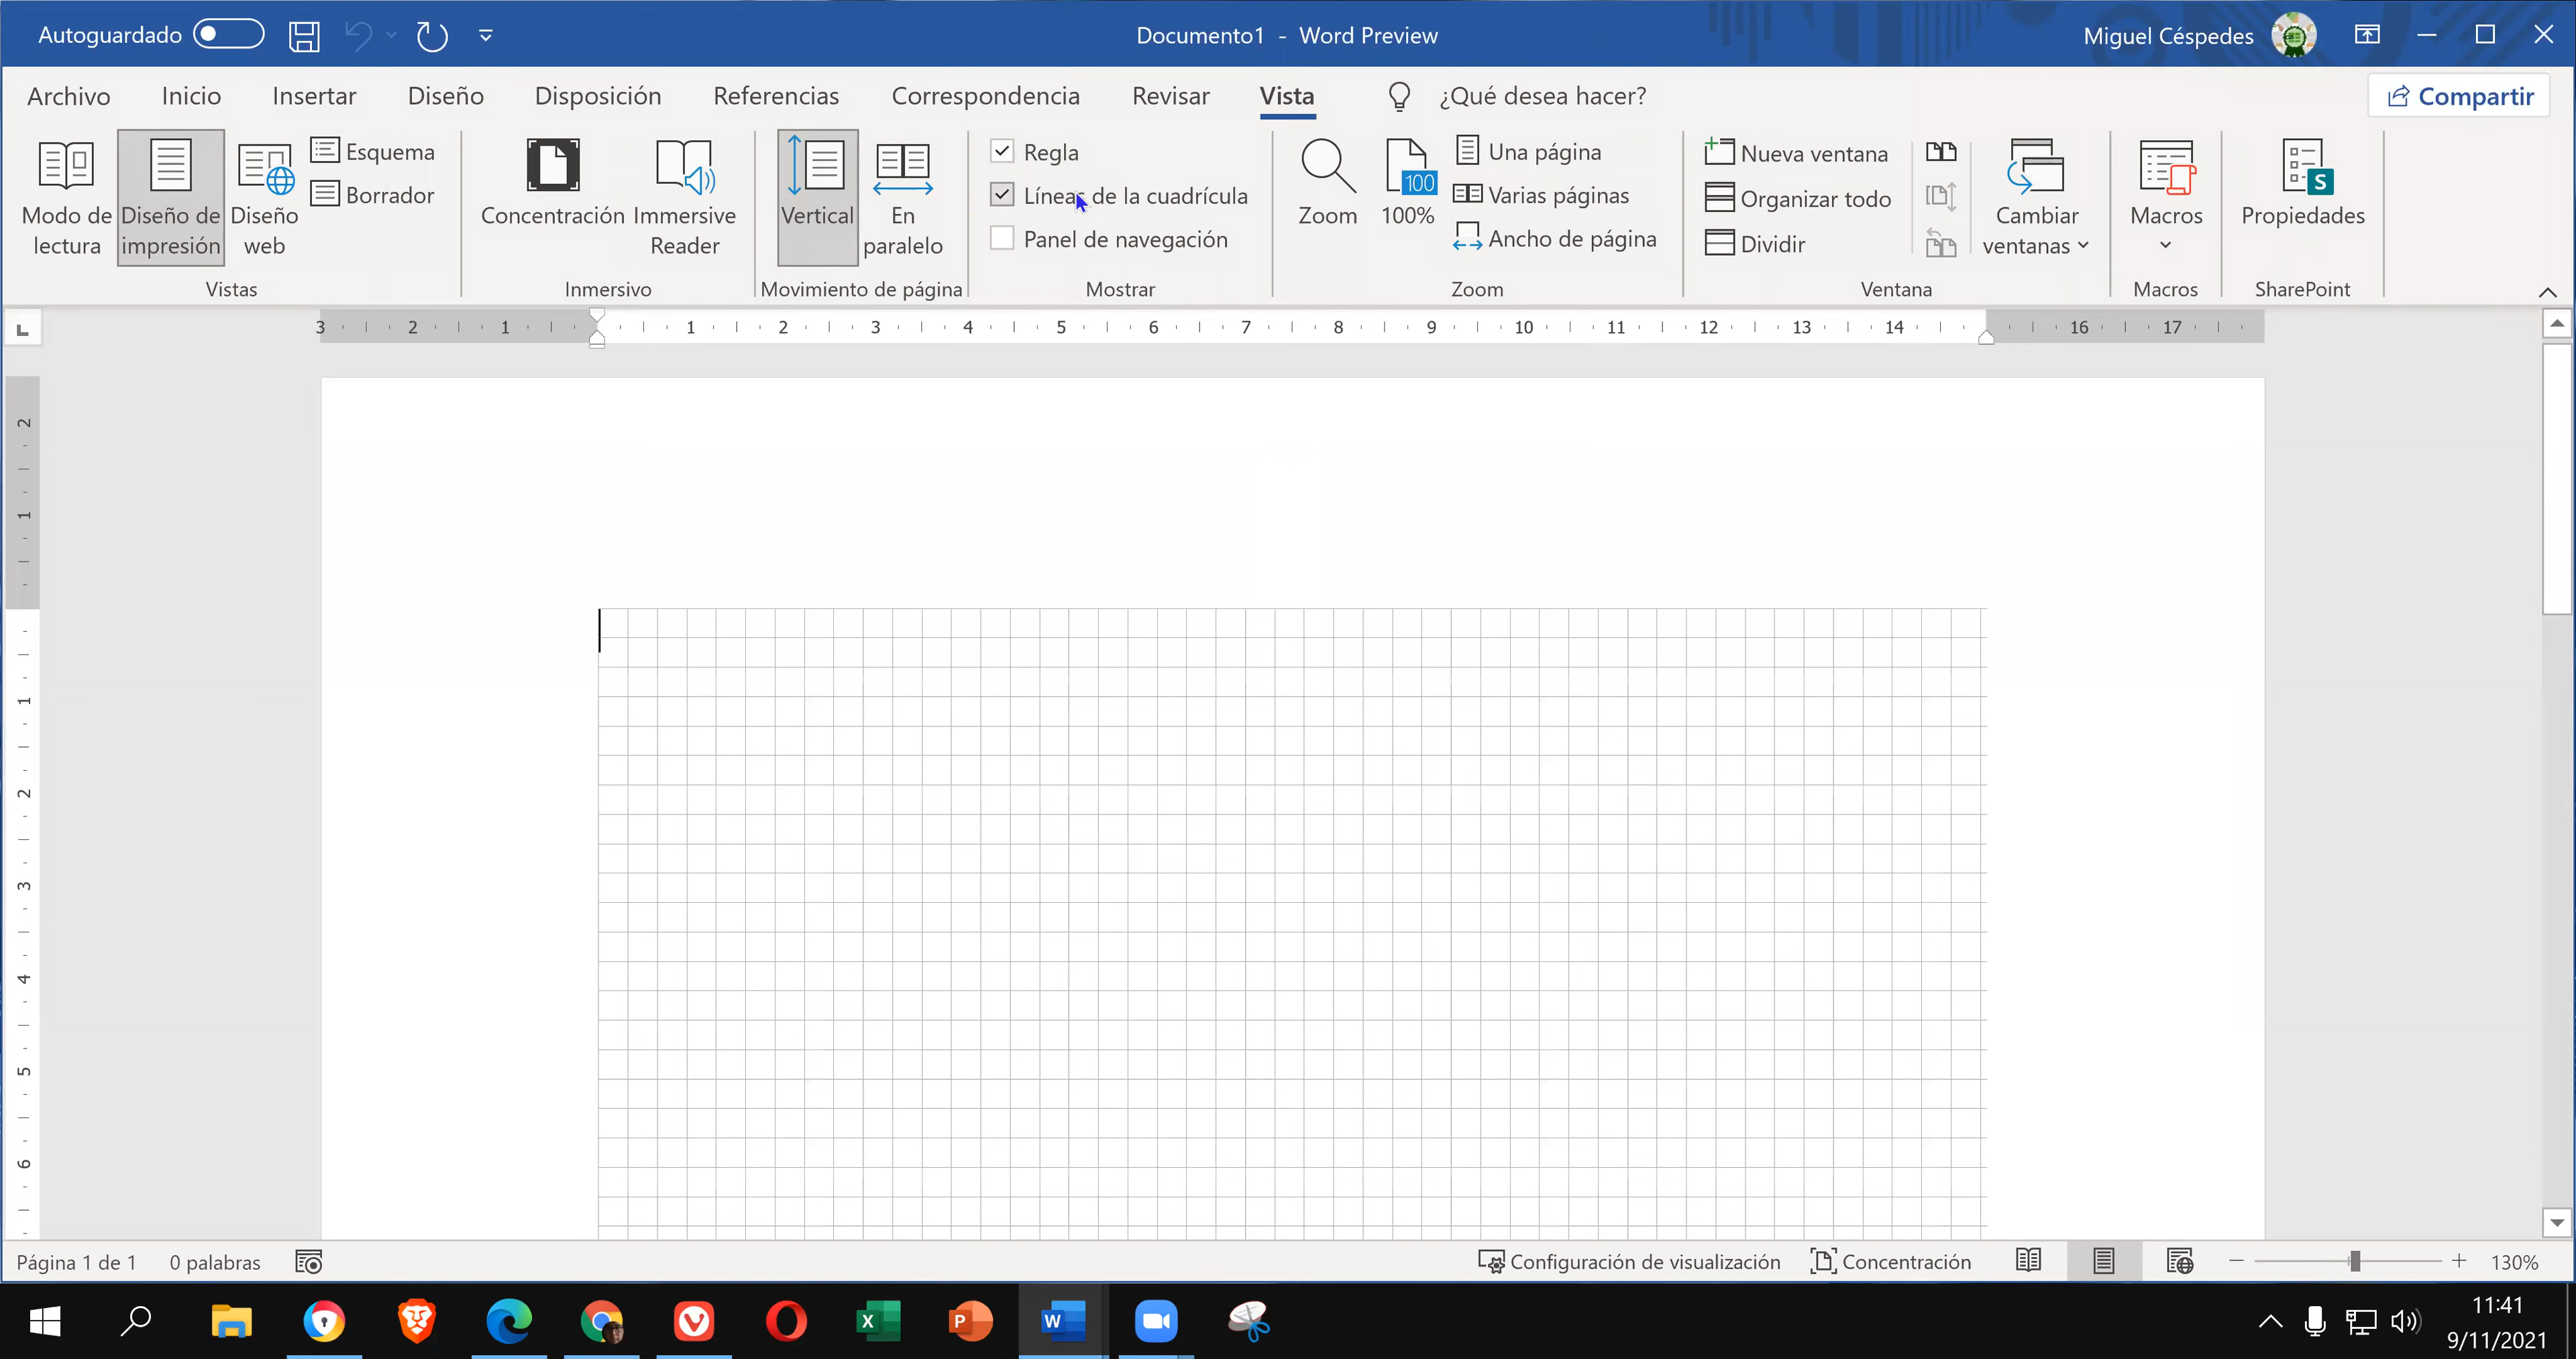 Autoguardado
Documento1 - Word Preview
Miguel Céspedes
Archivo Inicio Insertar Diseño Disposición Referencias Correspondencia Revisar Vista ¿Qué desea hacer? Compartir
Modo de lectura
Diseño de impresión
Diseño web
Esquema
Borrador
Vistas
Concentración
Immersive Reader
Inmersivo
Vertical
En paralelo
Movimiento de página
Regla
Líneas de la cuadrícula
Panel de navegación
Mostrar
Zoom
100
100%
Una página
Varias páginas
Ancho de página
Zoom
Nueva ventana
Organizar todo
Dividir
Cambiar ventanas
Ventana
Macros
Macros
S
Propiedades
SharePoint
3 2 1 1 2 3 4 5 6 7 8 9 10 11 12 13 14 16 17
2
1
1
2
3
4
5
6
Página 1 de 1 0 palabras
Configuración de visualización Concentración 130%
X P W
11:41
9/11/2021